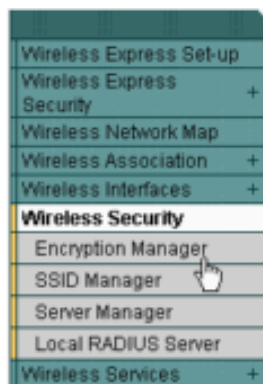 Wireless Express Set-up
Wireless Express
Security +
Wireless Network Map
Wireless Association +
Wireless Interfaces +
Wireless Security
Encryption Manager
SSID Manager
Server Manager
Local RADIUS Server
Wireless Services +